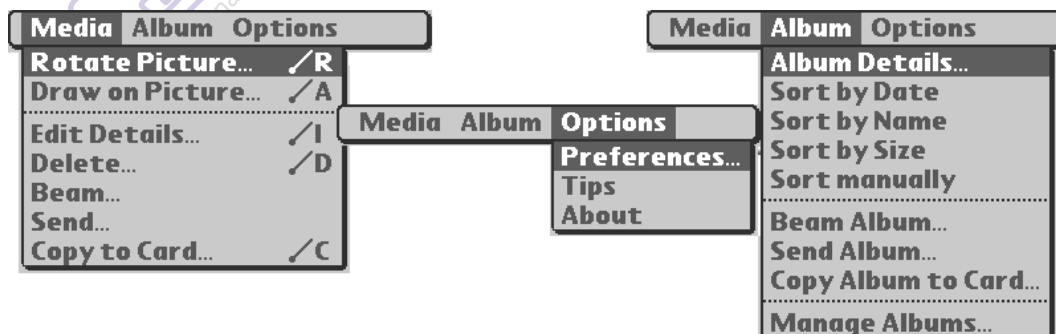 Media Album Options
Rotate Picture... ⟋R
Draw on Picture... ⟋A
Edit Details... ⟋I
Delete... ⟋D
Beam...
Send...
Copy to Card... ⟋C
Media Album Options
Preferences...
Tips
About
Media Album Options
Album Details...
Sort by Date
Sort by Name
Sort by Size
Sort manually
Beam Album...
Send Album...
Copy Album to Card...
Manage Albums...